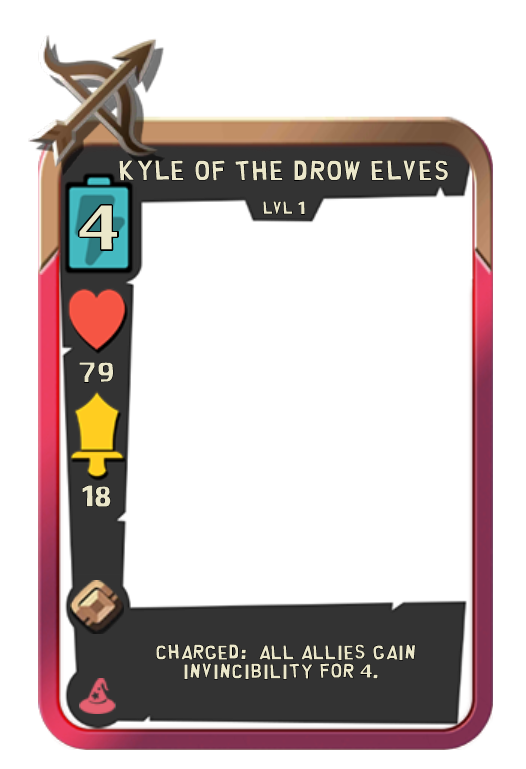 KYLE OF THE DROW ELVES
LVL 1
4
79
18
CHARGED: ALL ALLIES GAIN
INVINCIBILITY FOR 4.